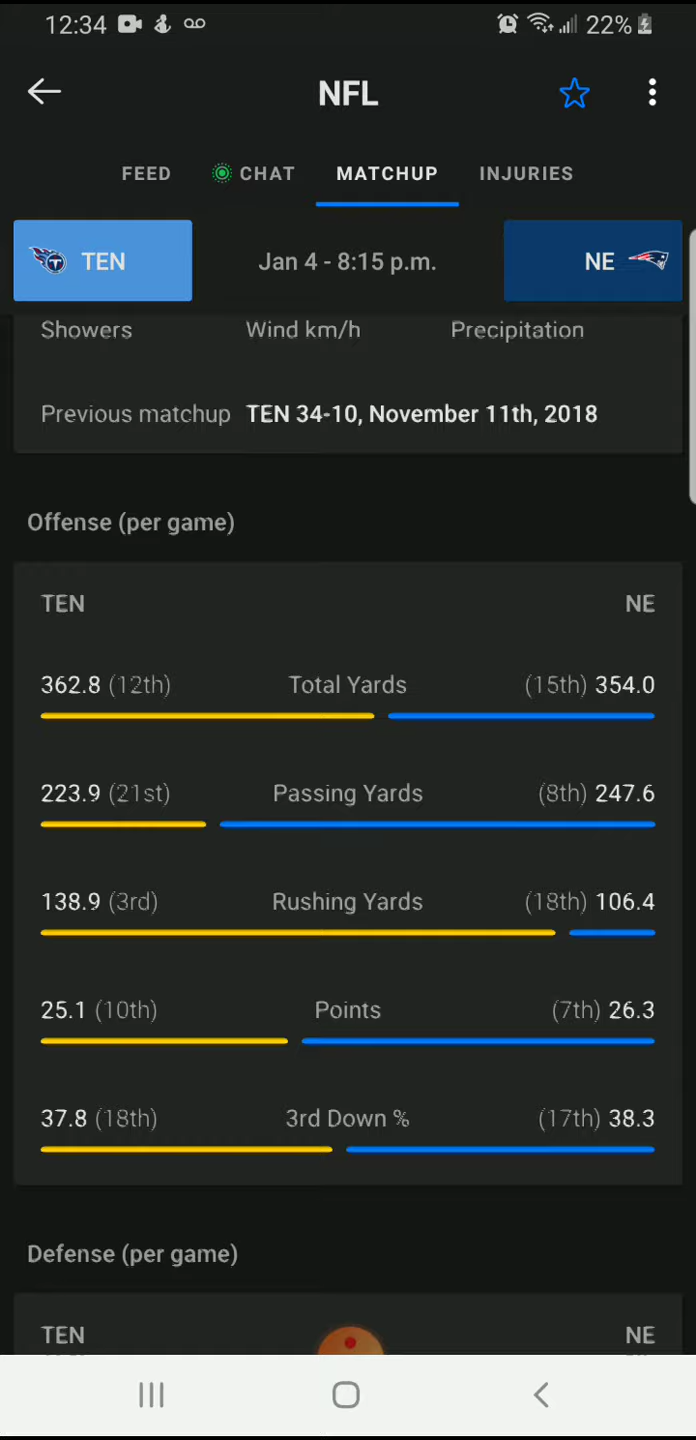 12:34 22%
NFL
FEED CHAT MATCHUP INJURIES
TEN Jan 4 - 8:15 p.m. NE
Showers Wind km/h Precipitation
Previous matchup TEN 34-10, November 11th, 2018
Offense (per game)
TEN NE
362.8 (12th) Total Yards (15th) 354.0
223.9 (21st) Passing Yards (8th) 247.6
138.9 (3rd) Rushing Yards (18th) 106.4
25.1 (10th) Points (7th) 26.3
37.8 (18th) 3rd Down % (17th) 38.3
Defense (per game)
TEN NE